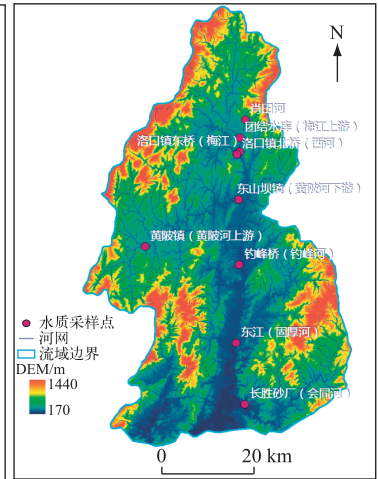 N
肖田河
团结水库（梅江上游）
洛口镇东桥（梅江）
洛口镇北桥（西河）
东山坝镇（黄陂河下游）
黄陂镇（黄陂河上游）
钓峰桥（钓峰河）
东江（固厚河）
长胜砂厂（会同河）
水质采样点
河网
流域边界
DEM/m
1440
170
0 20 km